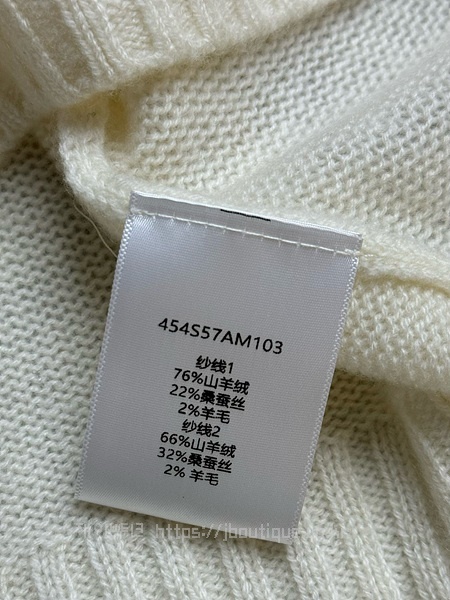 454S57AM103
纱线1
76%山羊绒
22%桑蚕丝
2%羊毛
纱线2
66%山羊绒
32%桑蚕丝
2%羊毛
https://jboutique